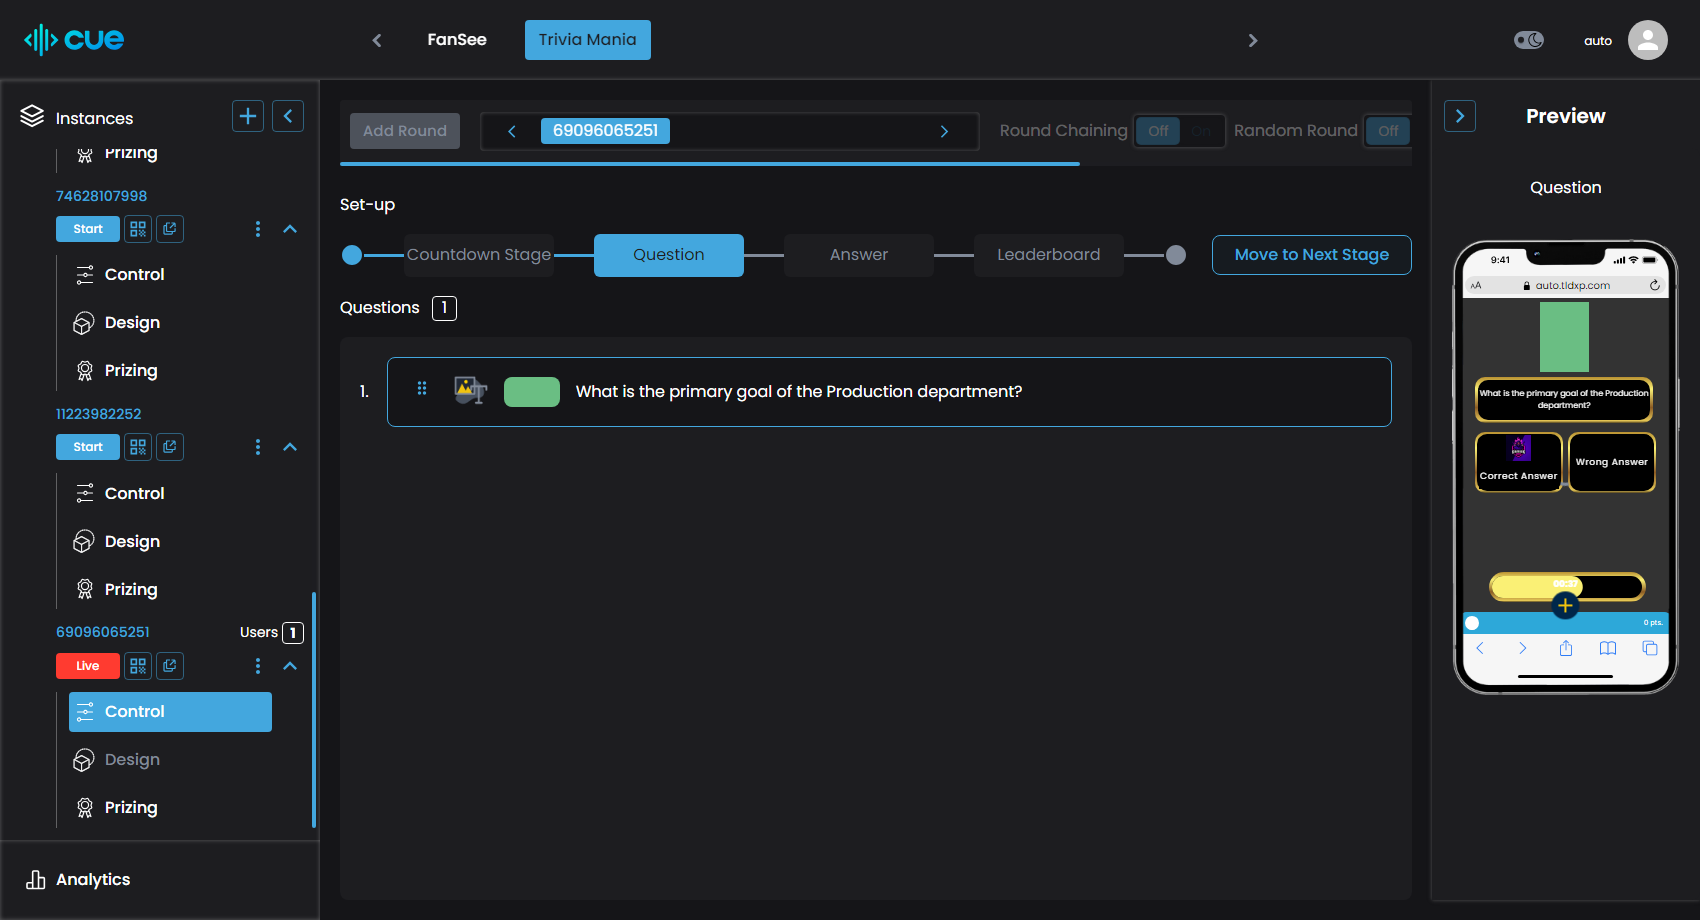 cue
FanSee
Trivia Mania
auto
Instances
Prizing
74628107998
Start
Control
Design
Prizing
11223982252
Start
Control
Design
Prizing
69096065251
Users 1
Live
Control
Design
Prizing
Analytics
Add Round
69096065251
Round Chaining
Off
On
Random Round
Off
Set-up
Countdown Stage
Question
Answer
Leaderboard
Move to Next Stage
Questions 1
1.
What is the primary goal of the Production department?
Preview
Question
9:41
AA
auto.tldxp.com
What is the primary goal of the Production
department?
Correct Answer
Wrong Answer
0 pts.